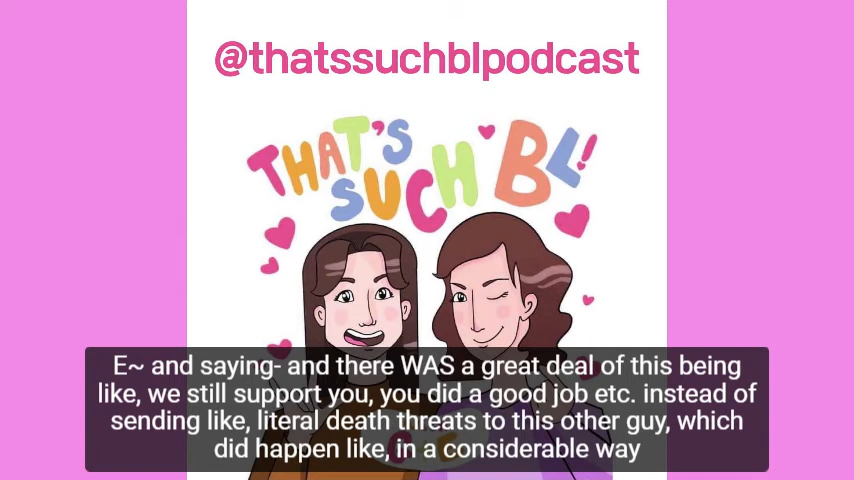 @thatssuchblpodcast
THAT'S
SUCH BL!
E~ and saying- and there WAS a great deal of this being
like, we still support you, you did a good job etc. instead of
sending like, literal death threats to this other guy, which
did happen like, in a considerable way